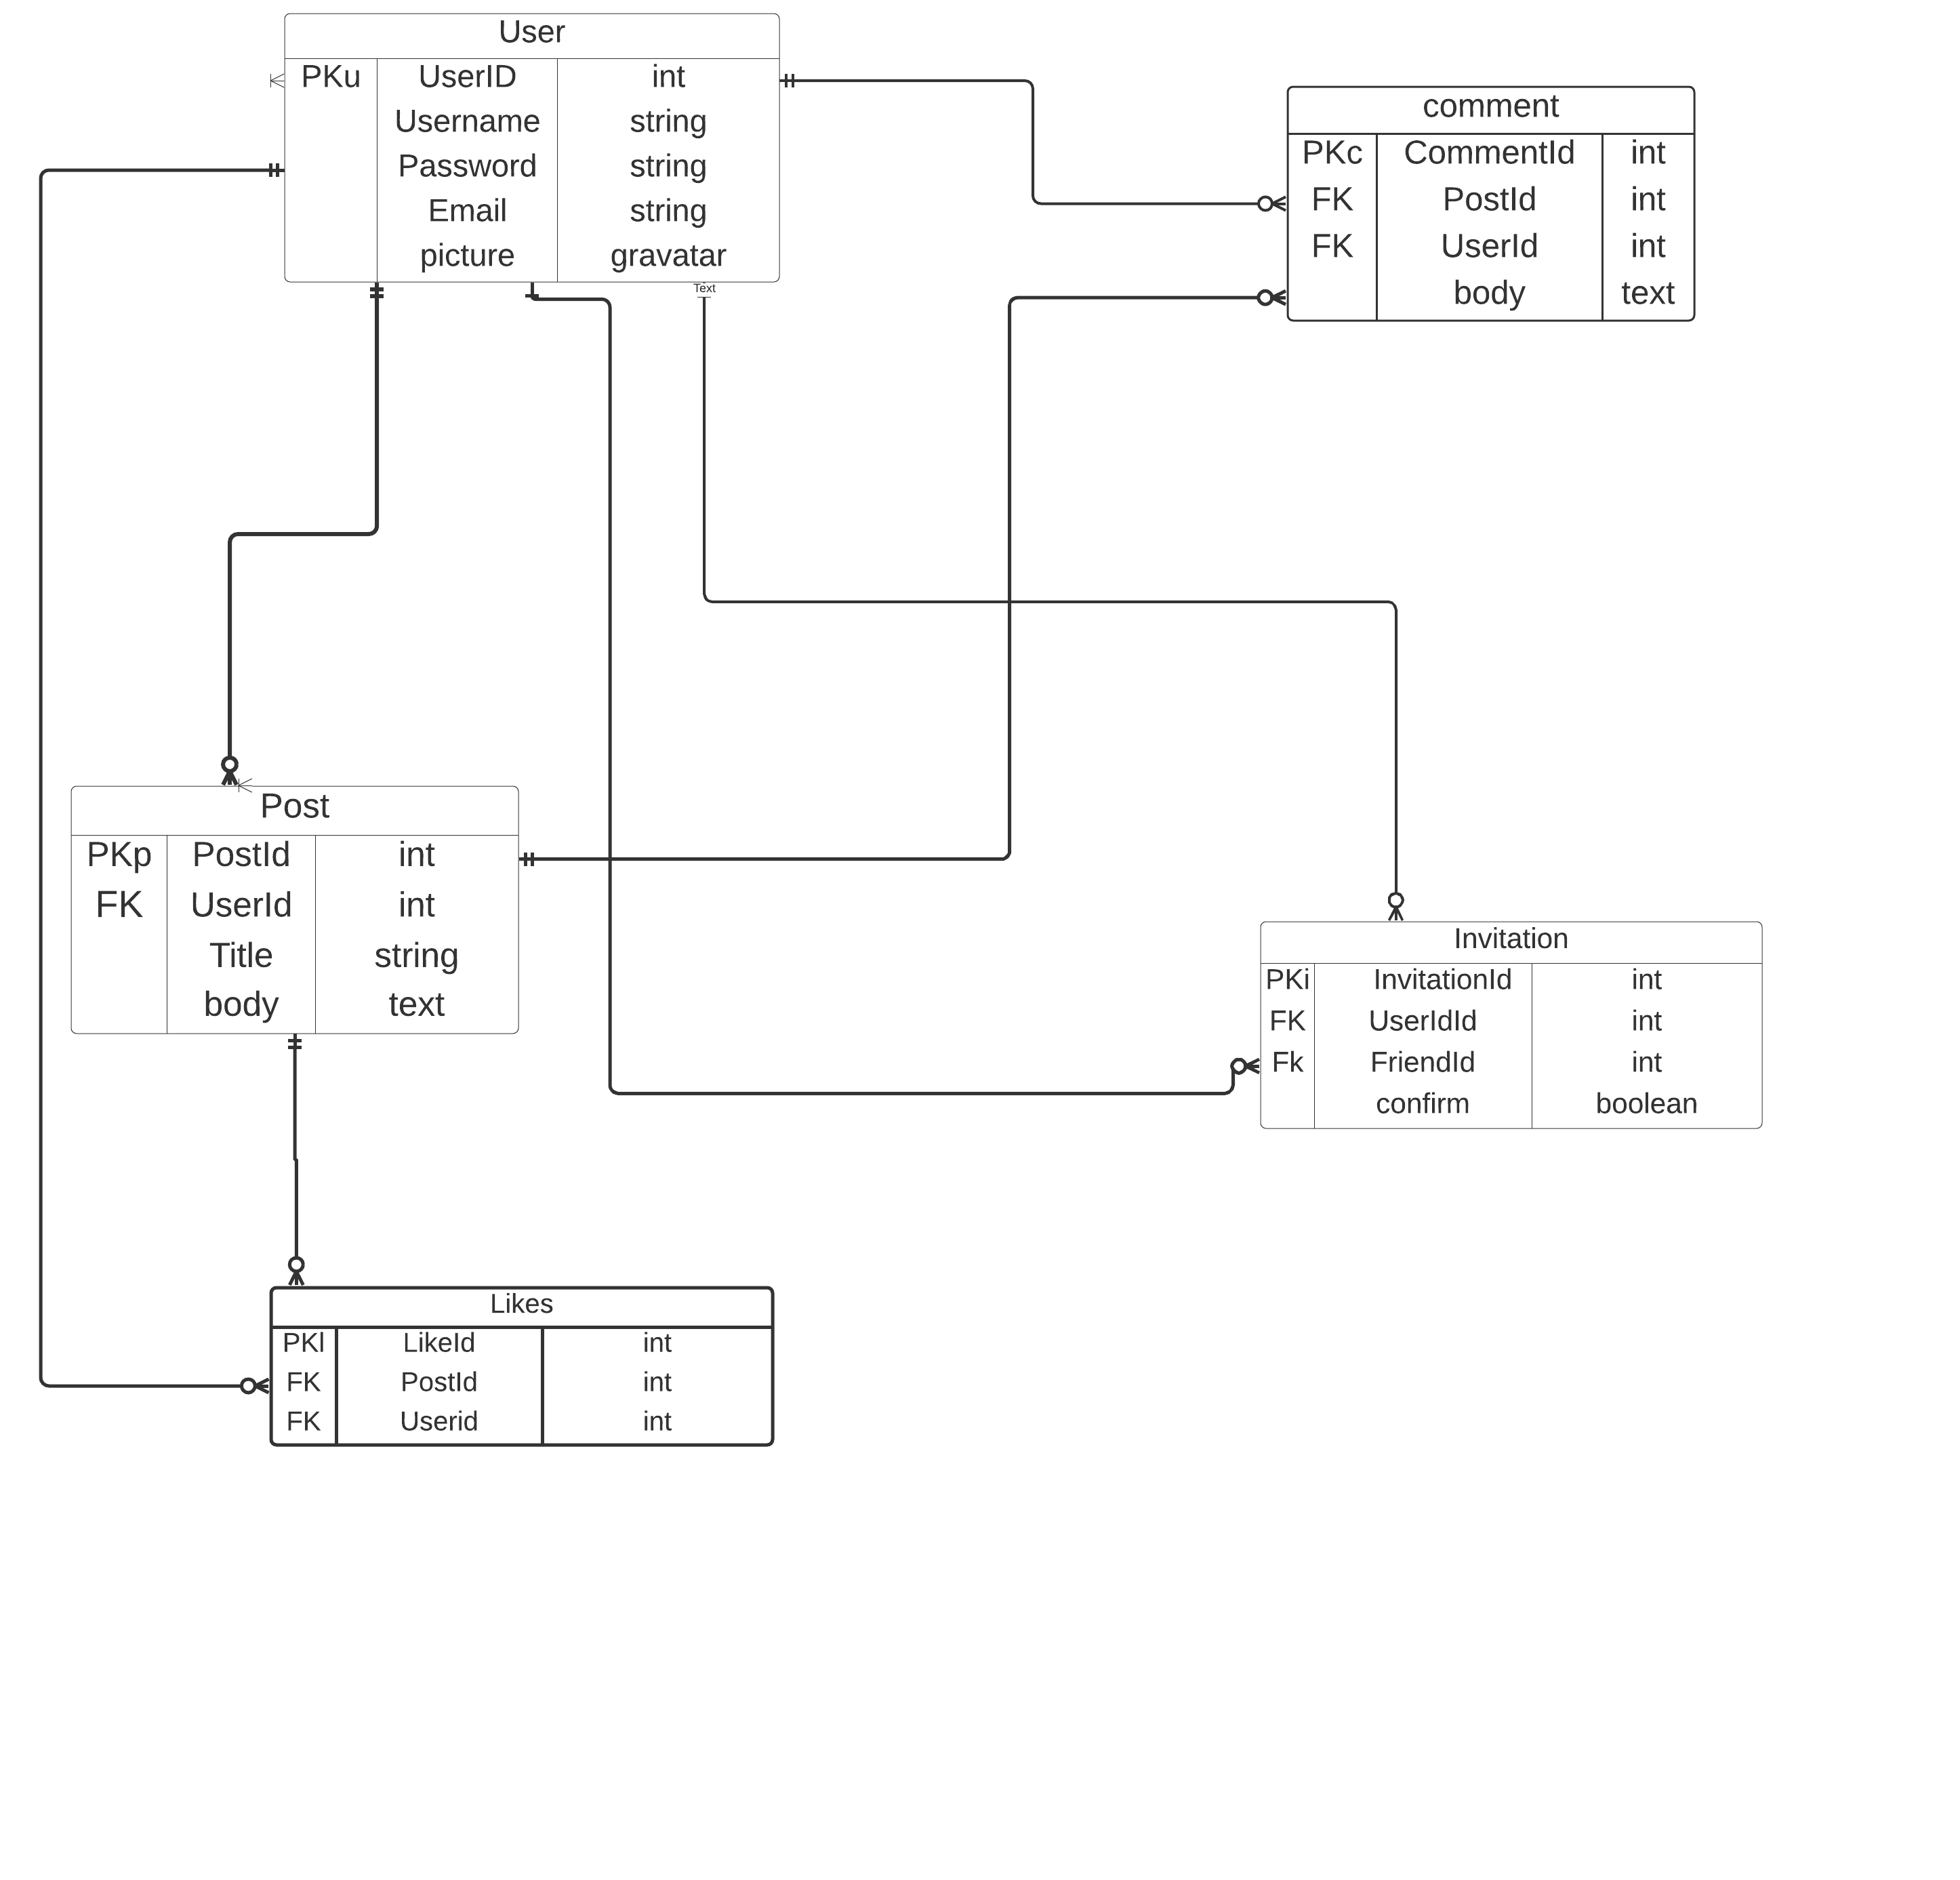 User
PKu UserID int
Username string
Password string
Email string
picture gravatar
Text
comment
PKc CommentId int
FK PostId int
FK UserId int
body text
Post
PKp PostId int
FK UserId int
Title string
body text
Invitation
PKi InvitationId int
FK UserIdId int
Fk FriendId int
confirm boolean
Likes
PKl LikeId int
FK PostId int
FK Userid int